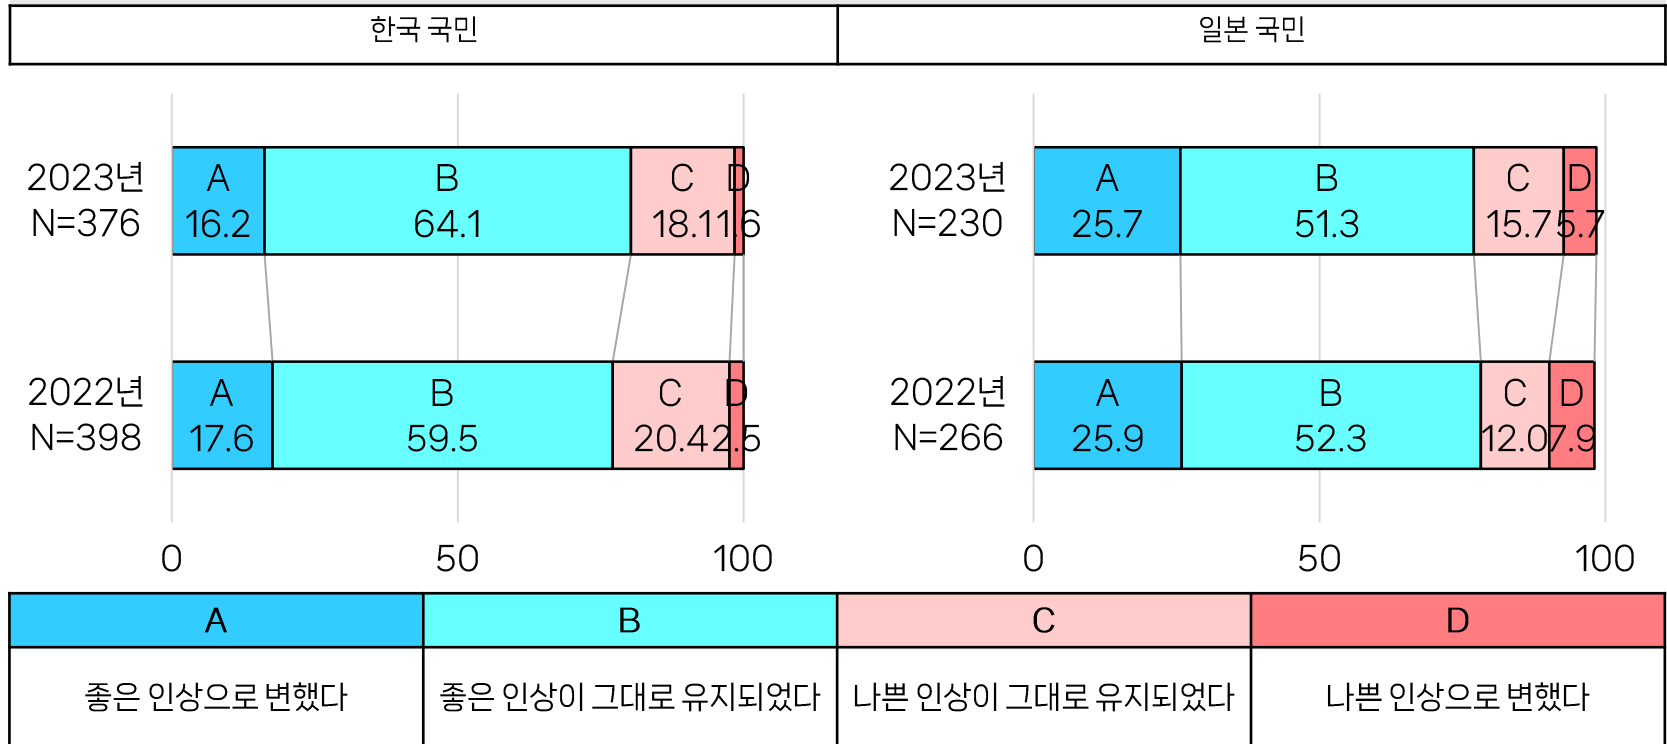 한국 국민
일본 국민
2023년
N=376
A
16.2
B
64.1
C
18.1
D
1.6
2022년
N=398
A
17.6
B
59.5
C
20.4
D
2.5
0
50
100
2023년
N=230
A
25.7
B
51.3
C
15.7
D
5.7
2022년
N=266
A
25.9
B
52.3
C
12.0
D
7.9
0
50
100
A
B
C
D
좋은 인상으로 변했다
좋은 인상이 그대로 유지되었다
나쁜 인상이 그대로 유지되었다
나쁜 인상으로 변했다